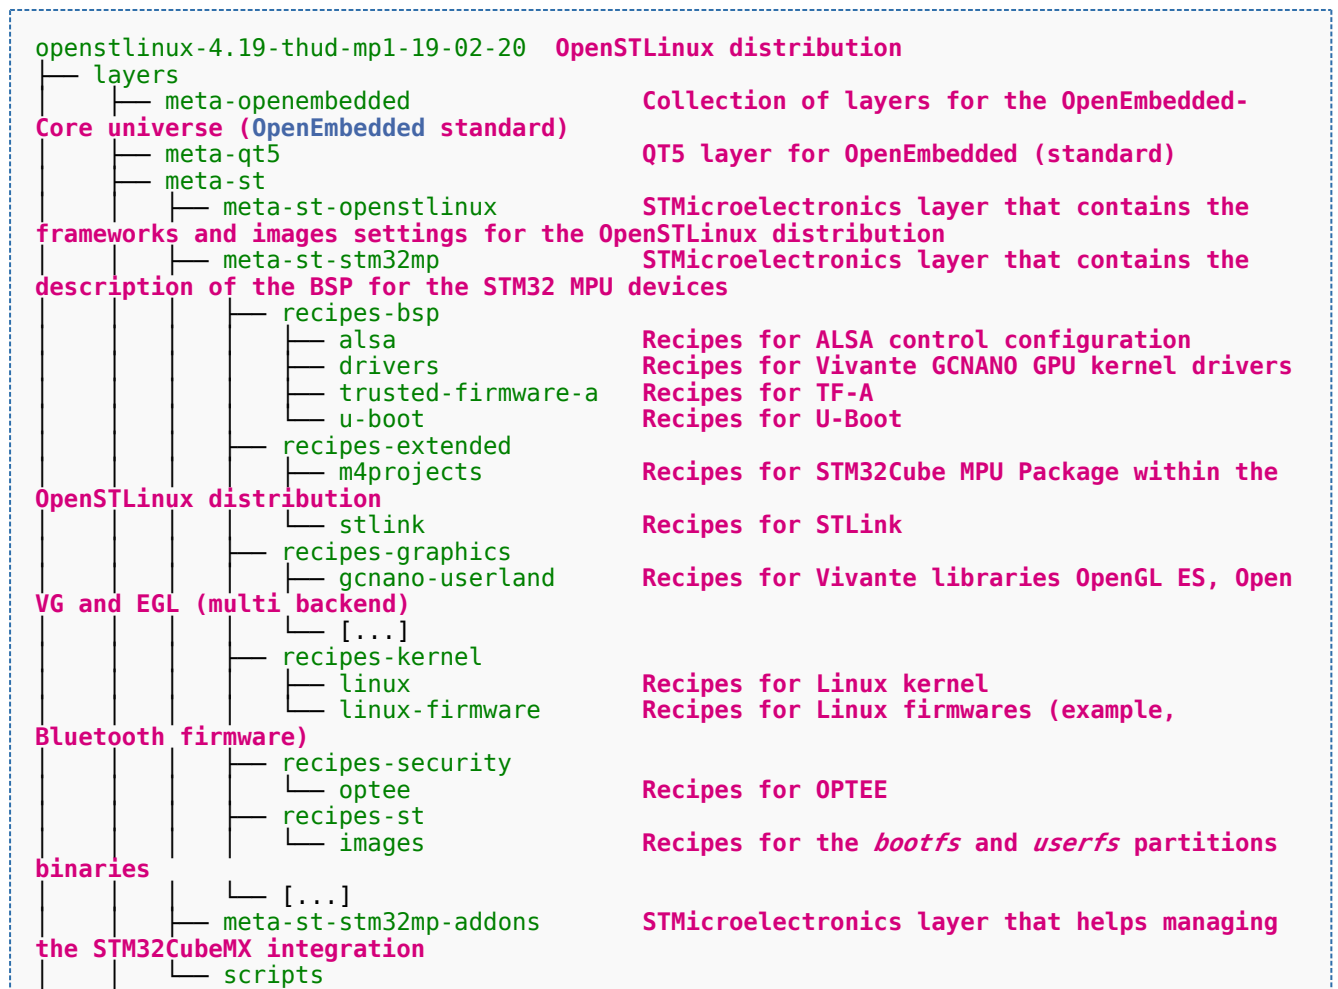 openstlinux-4.19-thud-mp1-19-02-20  OpenSTLinux distribution
├── layers
│    ├── meta-openembedded                Collection of layers for the OpenEmbedded-
Core universe (OpenEmbedded standard)
│    ├── meta-qt5                         QT5 layer for OpenEmbedded (standard)
│    ├── meta-st
│    │   ├── meta-st-openstlinux          STMicroelectronics layer that contains the
frameworks and images settings for the OpenSTLinux distribution
│    │   ├── meta-st-stm32mp              STMicroelectronics layer that contains the
description of the BSP for the STM32 MPU devices
│    │   │   ├── recipes-bsp
│    │   │   │   ├── alsa                 Recipes for ALSA control configuration
│    │   │   │   ├── drivers              Recipes for Vivante GCNANO GPU kernel drivers
│    │   │   │   ├── trusted-firmware-a   Recipes for TF-A
│    │   │   │   └── u-boot               Recipes for U-Boot
│    │   │   ├── recipes-extended
│    │   │   │   ├── m4projects           Recipes for STM32Cube MPU Package within the
OpenSTLinux distribution
│    │   │   │   └── stlink               Recipes for STLink
│    │   │   ├── recipes-graphics
│    │   │   │   ├── gcnano-userland      Recipes for Vivante libraries OpenGL ES, Open
VG and EGL (multi backend)
│    │   │   │   └── [...]
│    │   │   ├── recipes-kernel
│    │   │   │   ├── linux                Recipes for Linux kernel
│    │   │   │   └── linux-firmware       Recipes for Linux firmwares (example,
Bluetooth firmware)
│    │   │   ├── recipes-security
│    │   │   │   └── optee                Recipes for OPTEE
│    │   │   ├── recipes-st
│    │   │   │   └── images               Recipes for the bootfs and userfs partitions
binaries
│    │   │   └── [...]
│    │   ├── meta-st-stm32mp-addons       STMicroelectronics layer that helps managing
the STM32CubeMX integration
│    │   └── scripts